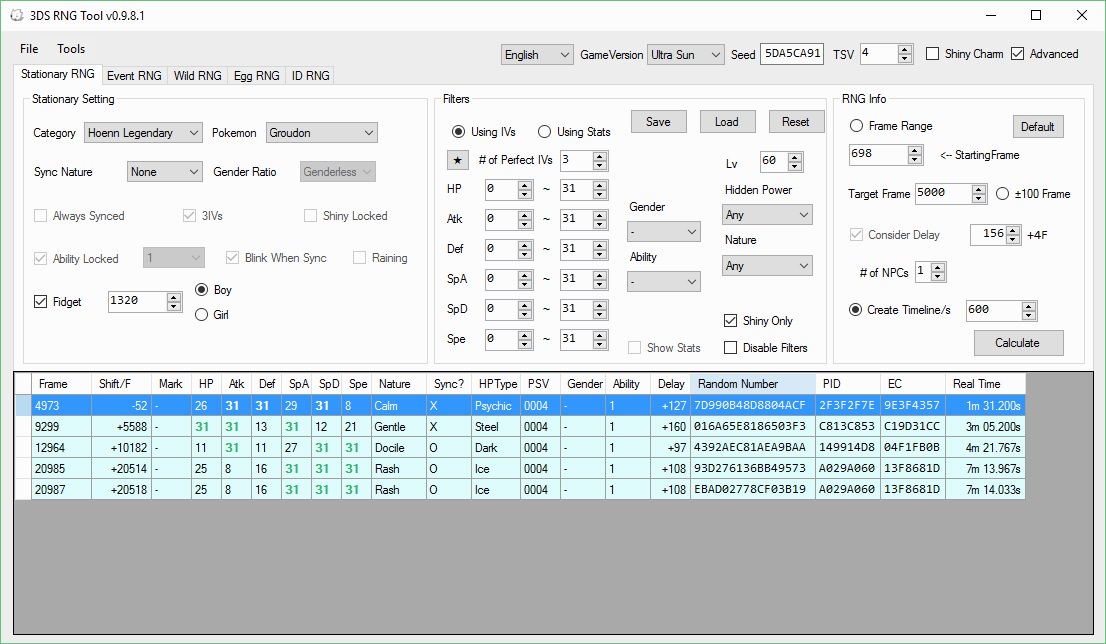 3DS RNG Tool v0.9.8.1
File Tools
English GameVersion Ultra Sun Seed 5DA5CA91 TSV 4 Shiny Charm Advanced
Stationary RNG Event RNG Wild RNG Egg RNG ID RNG
Stationary Setting
Category Hoenn Legendary Pokemon Groudon
Sync Nature None Gender Ratio Genderless
Always Synced 3IVs Shiny Locked
Ability Locked 1 Blink When Sync Raining
Fidget 1320 Boy
Girl
Filters
Using IVs Using Stats Save Load Reset
★ # of Perfect IVs 3 Lv 60
HP 0 ~ 31
Atk 0 ~ 31
Def 0 ~ 31
SpA 0 ~ 31
SpD 0 ~ 31
Spe 0 ~ 31
Gender
-
Ability
-
Hidden Power
Any
Nature
Any
Shiny Only
Show Stats Disable Filters
RNG Info
Frame Range Default
698 <-- StartingFrame
Target Frame 5000 ±100 Frame
Consider Delay 156 +4F
# of NPCs 1
Create Timeline/s 600
Calculate
Frame Shift/F Mark HP Atk Def SpA SpD Spe Nature Sync? HPType PSV Gender Ability Delay Random Number PID EC Real Time
4973 -52 - 26 31 31 29 31 8 Calm X Psychic 0004 - 1 +127 7D990B48D8804ACF 2F3F2F7E 9E3F4357 1m 31.200s
9299 +5588 - 31 31 13 31 12 21 Gentle X Steel 0004 - 1 +160 016A65E8186503F3 C813C853 C19D31CC 3m 05.200s
12964 +10182 - 11 31 11 27 31 31 Docile O Dark 0004 - 1 +97 4392AEC81AEA9BAA 149914D8 04F1FB0B 4m 21.767s
20985 +20514 - 25 8 16 31 31 31 Rash O Ice 0004 - 1 +108 93D276136BB49573 A029A060 13F8681D 7m 13.967s
20987 +20518 - 25 8 16 31 31 31 Rash O Ice 0004 - 1 +108 EBAD02778CF03B19 A029A060 13F8681D 7m 14.033s